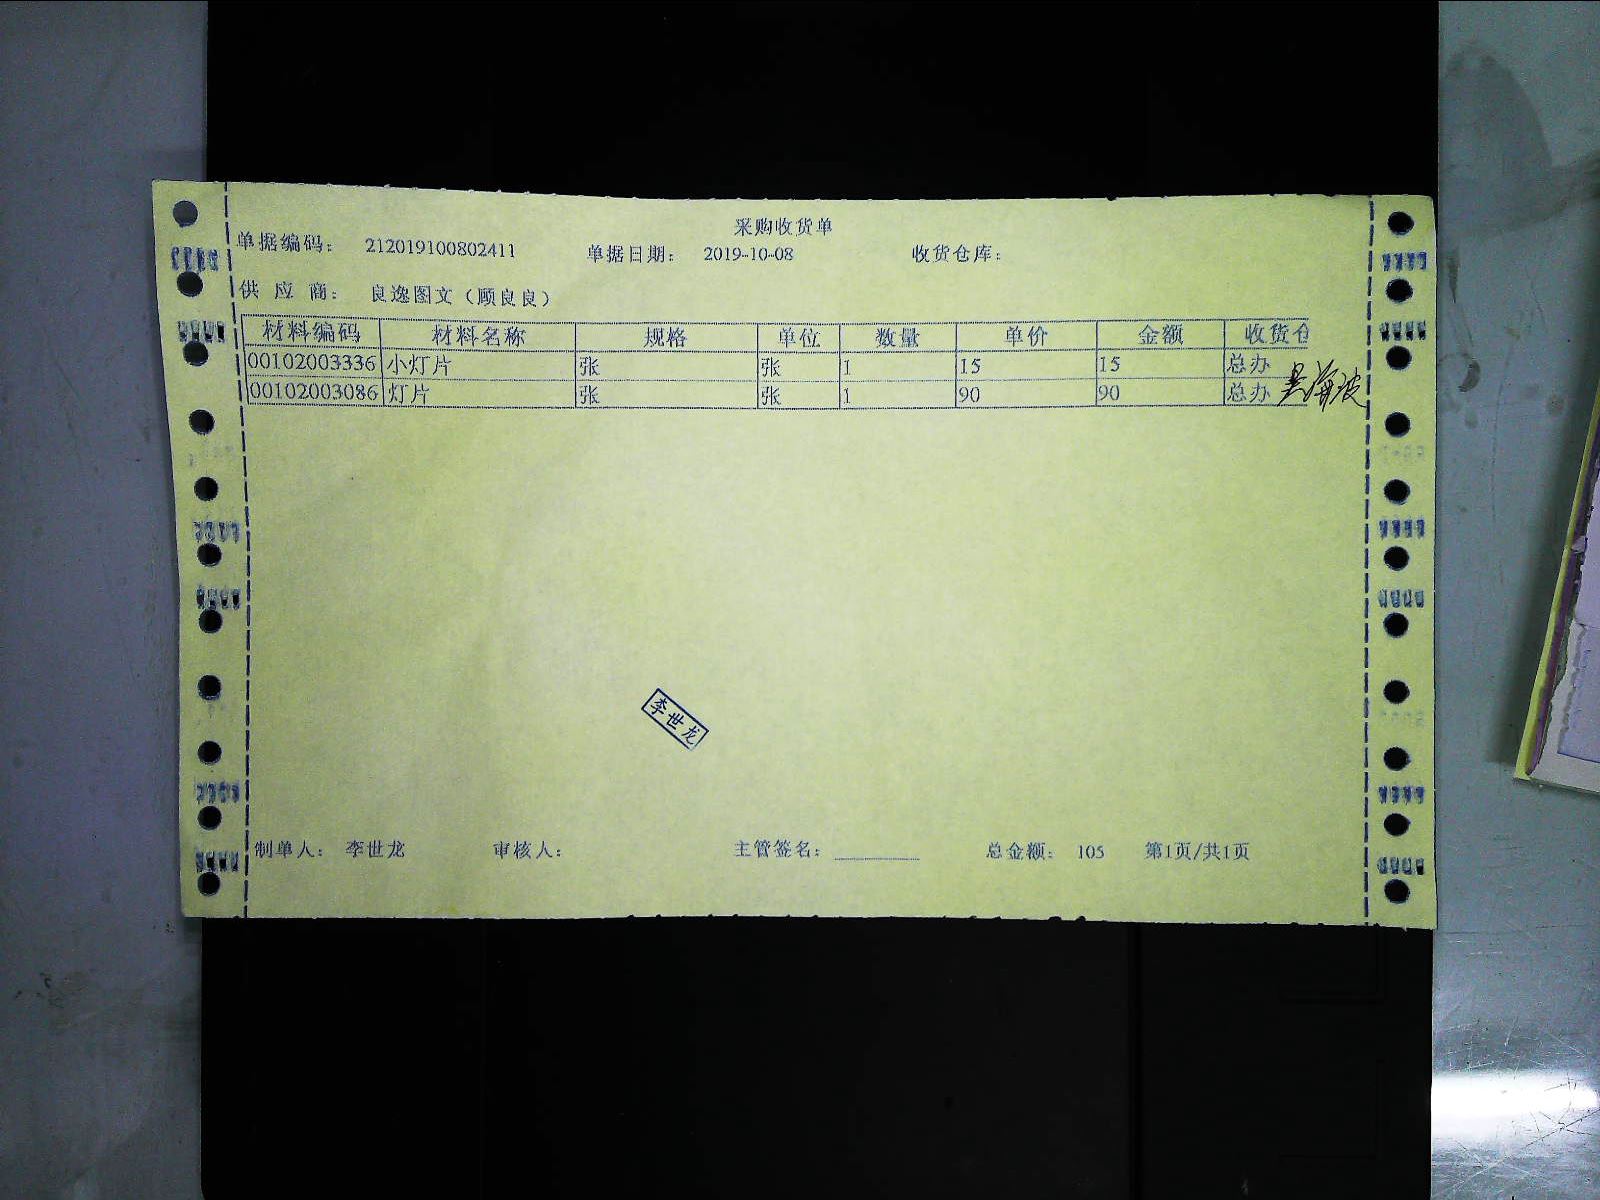 采购收货单
单据编码： 212019100802411 单据日期： 2019-10-08 收货仓库：
供 应 商： 良逸图文（顾良良）
材料编码 材料名称 规格 单位 数量 单价 金额 收货仓
00102003336 小灯片 张 张 1 15 15 总办
00102003086 灯片 张 张 1 90 90 总办
李世龙
制单人： 李世龙 审核人： 主管签名： 总金额： 105 第1页/共1页